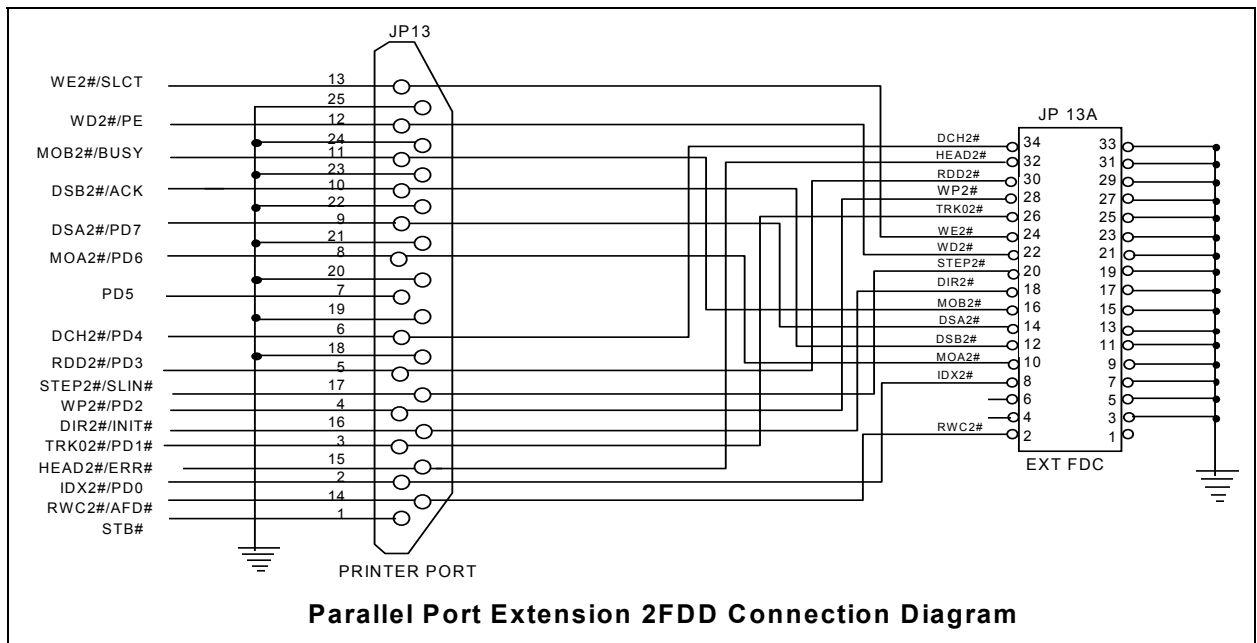 JP13
WE2#/SLCT 13
25
WD2#/PE 12
24
MOB2#/BUSY 11
23
DSB2#/ACK 10
22
DSA2#/PD7 9
21
MOA2#/PD6 8
20
PD5 7
19
DCH2#/PD4 6
18
RDD2#/PD3 5
STEP2#/SLIN# 17
WP2#/PD2 4
DIR2#/INIT# 16
TRK02#/PD1# 3
HEAD2#/ERR# 15
IDX2#/PD0 2
RWC2#/AFD# 14
STB# 1
PRINTER PORT
JP 13A
DCH2# 34 33
HEAD2# 32 31
RDD2# 30 29
WP2# 28 27
TRK02# 26 25
WE2# 24 23
WD2# 22 21
STEP2# 20 19
DIR2# 18 17
MOB2# 16 15
DSA2# 14 13
DSB2# 12 11
MOA2# 10 9
IDX2# 8 7
6 5
4 3
RWC2# 2 1
EXT FDC
Parallel Port Extension 2FDD Connection Diagram